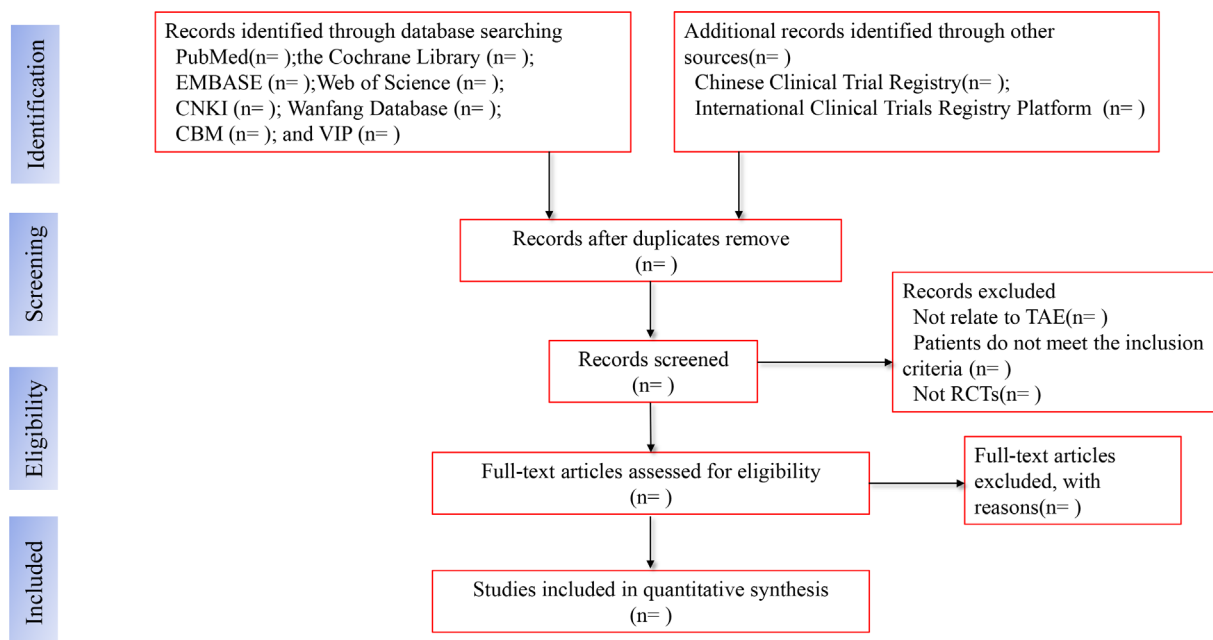 Identification
Records identified through database searching
PubMed(n= );the Cochrane Library (n= );
EMBASE (n= );Web of Science (n= );
CNKI (n= ); Wanfang Database (n= );
CBM (n= ); and VIP (n= )
Additional records identified through other
sources(n= )
Chinese Clinical Trial Registry(n= );
International Clinical Trials Registry Platform (n= )
Screening
Records after duplicates remove
(n= )
Records screened
(n= )
Records excluded
Not relate to TAE(n= )
Patients do not meet the inclusion
criteria (n= )
Not RCTs(n= )
Eligibility
Full-text articles assessed for eligibility
(n= )
Full-text articles
excluded, with
reasons(n= )
Included
Studies included in quantitative synthesis
(n= )